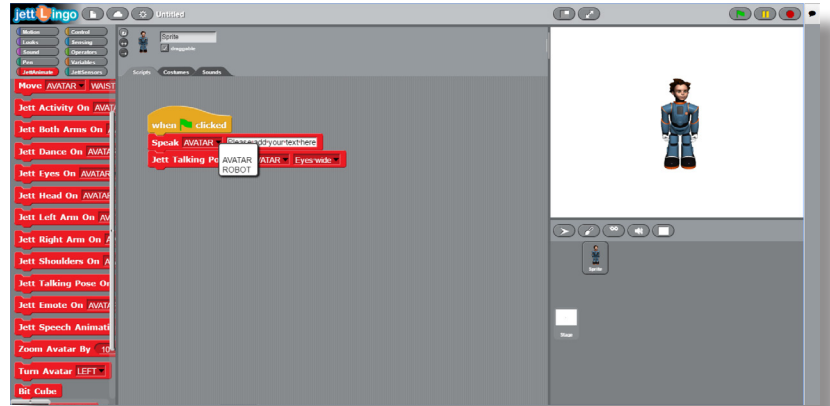 jettLingo Untitled
Motion Control
Looks Sensing
Sound Operators
Pen Variables
JettAnimate JettSensors
Sprite
draggable
Scripts Costumes Sounds
Move AVATAR WAIST
Jett Activity On AVATA
Jett Both Arms On
Jett Dance On AVATA
Jett Eyes On AVATAR
Jett Head On AVATAR
Jett Left Arm On AV
Jett Right Arm On
Jett Shoulders On
Jett Talking Pose On
Jett Emote On AVATA
Jett Speech Animati
Zoom Avatar By 10
Turn Avatar LEFT
Bit Cube
when clicked
Speak AVATAR Please·add·your·text·here
Jett Talking Po AVATAR Eyes·wide
AVATAR
ROBOT
Sprite
Stage